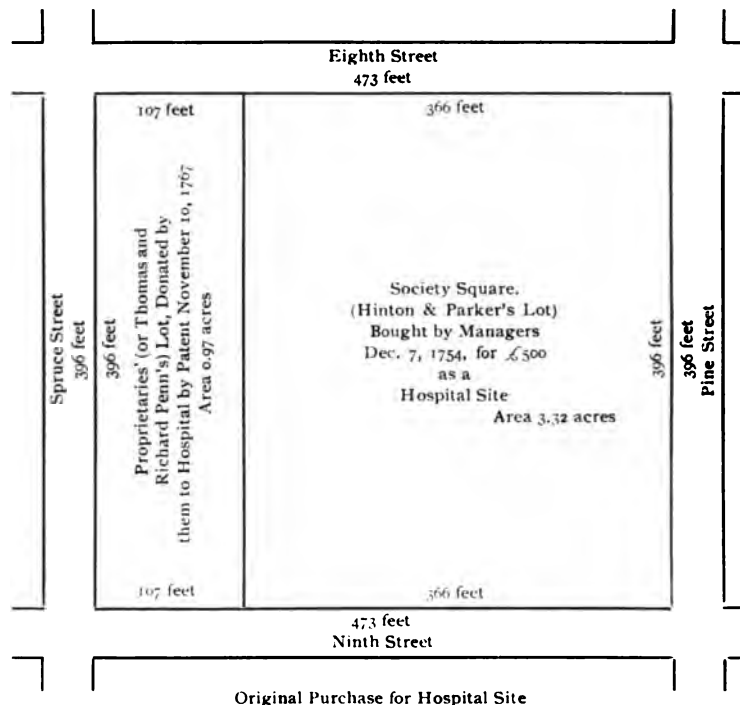 Eighth Street
473 feet
107 feet
366 feet
Spruce Street
396 feet
396 feet
Proprietaries' (or Thomas and
Richard Penn's) Lot, Donated by
them to Hospital by Patent November 10, 1767
Area 0.97 acres
Society Square.
(Hinton & Parker's Lot)
Bought by Managers
Dec. 7, 1754, for £500
as a
Hospital Site
Area 3.32 acres
396 feet
396 feet
Pine Street
107 feet
366 feet
473 feet
Ninth Street
Original Purchase for Hospital Site